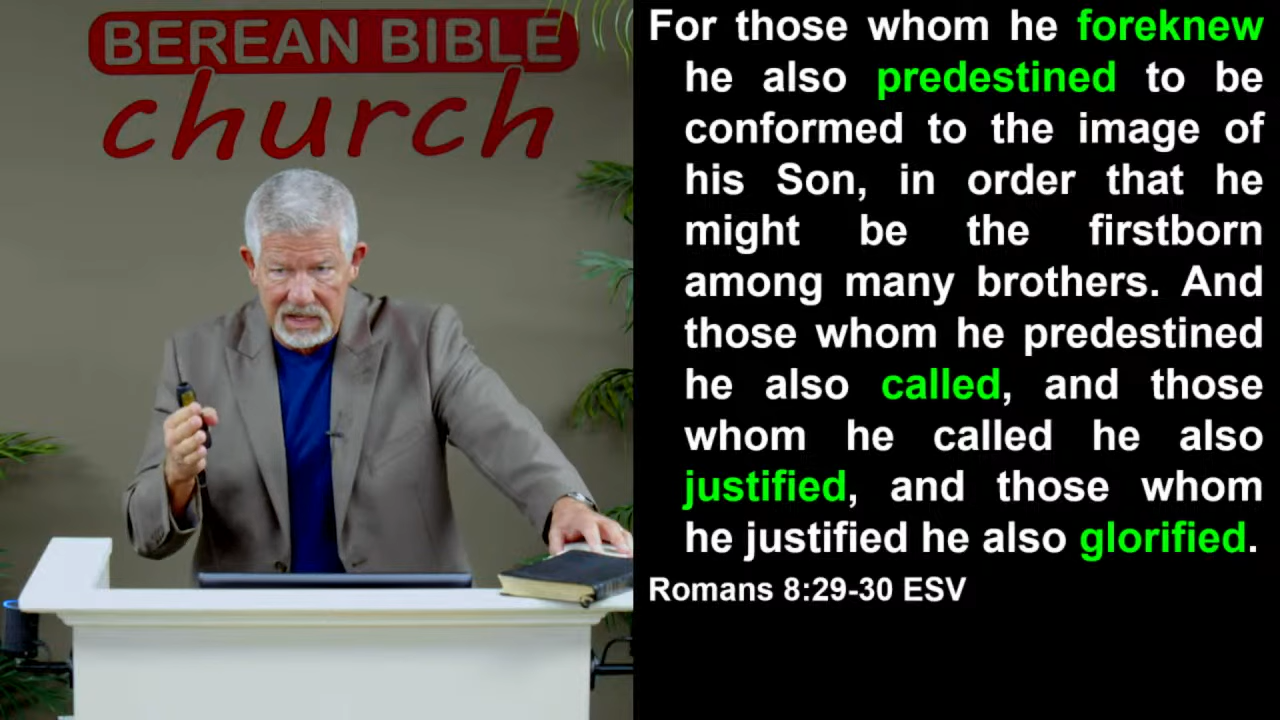 BEREAN BIBLE
church
For those whom he foreknew
he also predestined to be
conformed to the image of
his Son, in order that he
might be the firstborn
among many brothers. And
those whom he predestined
he also called, and those
whom he called he also
justified, and those whom
he justified he also glorified.
Romans 8:29-30 ESV